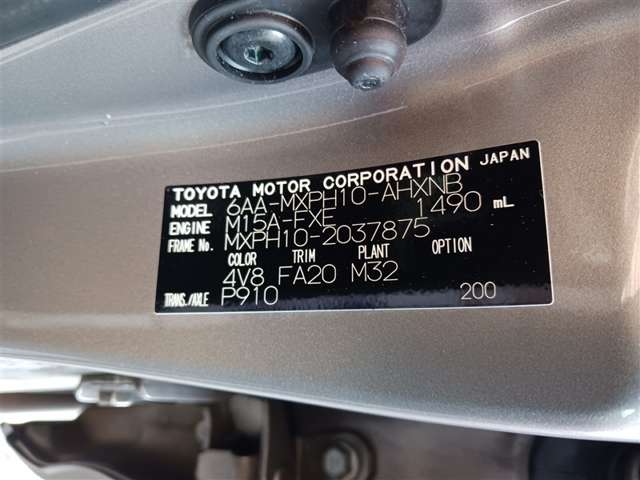 TOYOTA MOTOR CORPORATION JAPAN
MODEL 6AA-MXPH10-AHXNB
ENGINE M15A-FXE 1490 mL
FRAME No. MXPH10-2037875
COLOR TRIM PLANT OPTION
4V8 FA20 M32
TRANS./AXLE P910 200